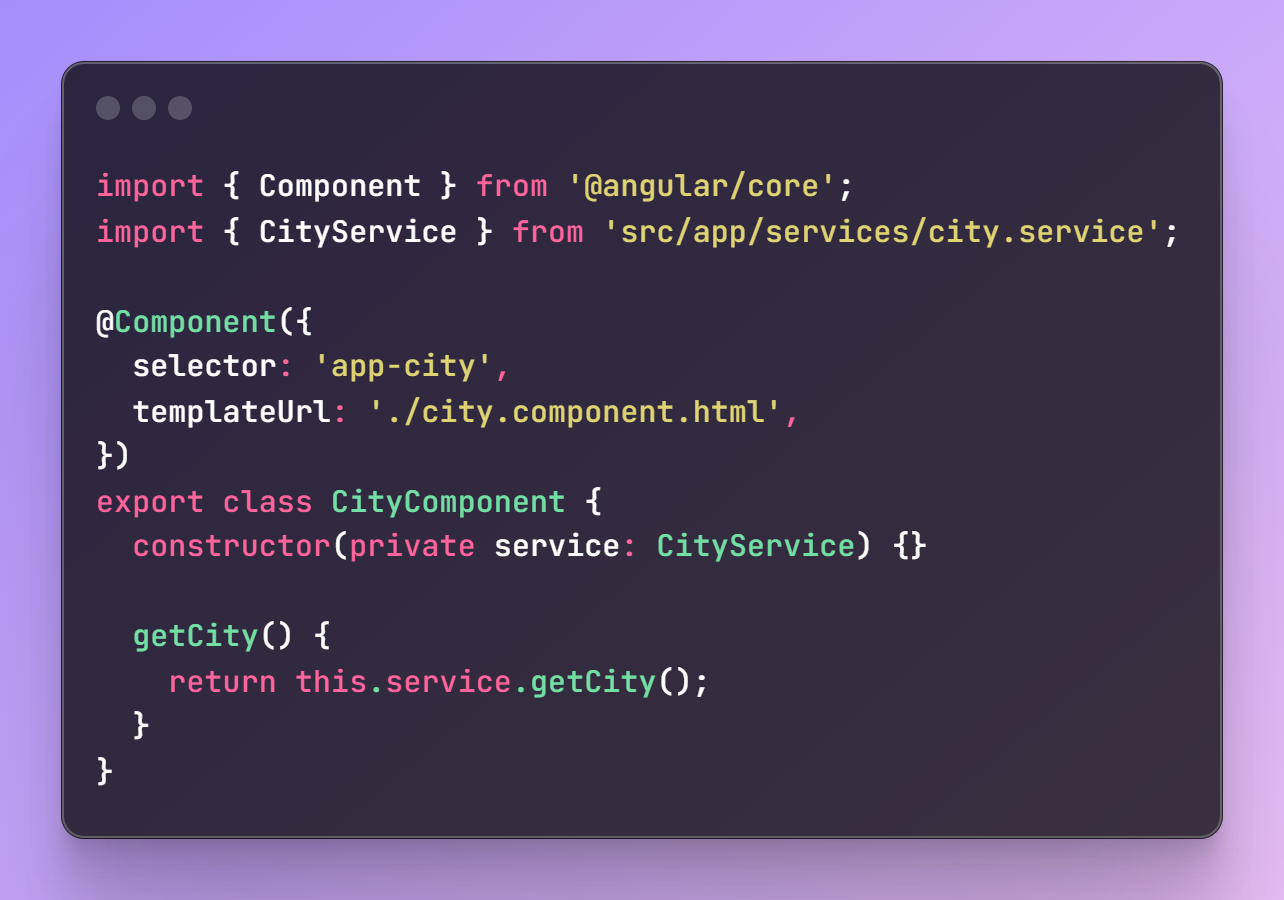 import { Component } from '@angular/core';
import { CityService } from 'src/app/services/city.service';

@Component({
  selector: 'app-city',
  templateUrl: './city.component.html',
})
export class CityComponent {
  constructor(private service: CityService) {}

  getCity() {
    return this.service.getCity();
  }
}